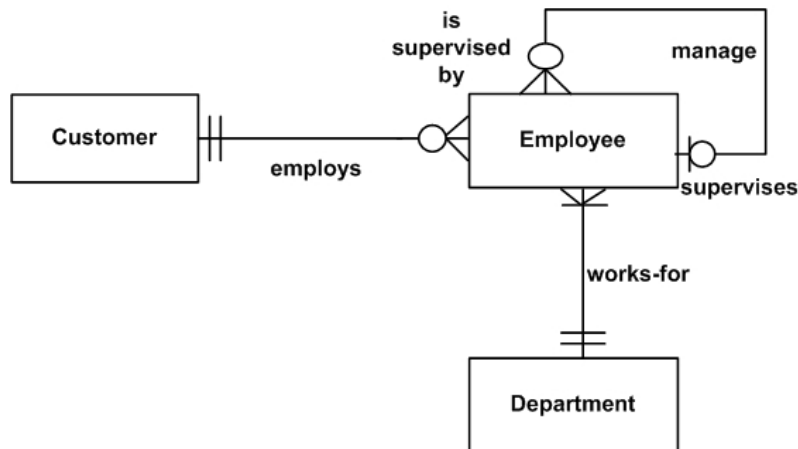 is
supervised
by
manage
Customer
Employee
employs
supervises
works-for
Department